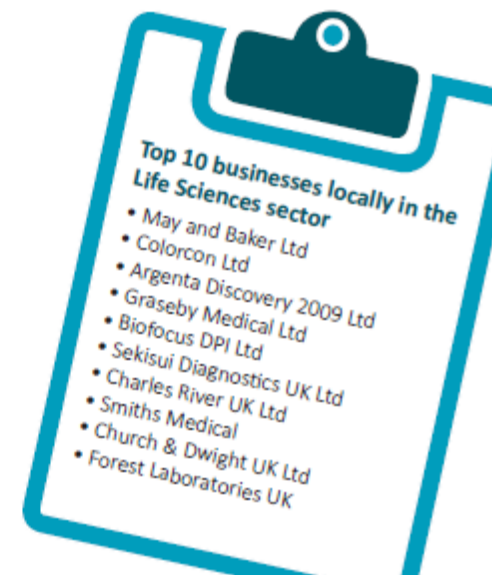 Top 10 businesses locally in the
Life Sciences sector
• May and Baker Ltd
• Colorcon Ltd
• Argenta Discovery 2009 Ltd
• Graseby Medical Ltd
• Biofocus DPI Ltd
• Sekisui Diagnostics UK Ltd
• Charles River UK Ltd
• Smiths Medical
• Church & Dwight UK Ltd
• Forest Laboratories UK